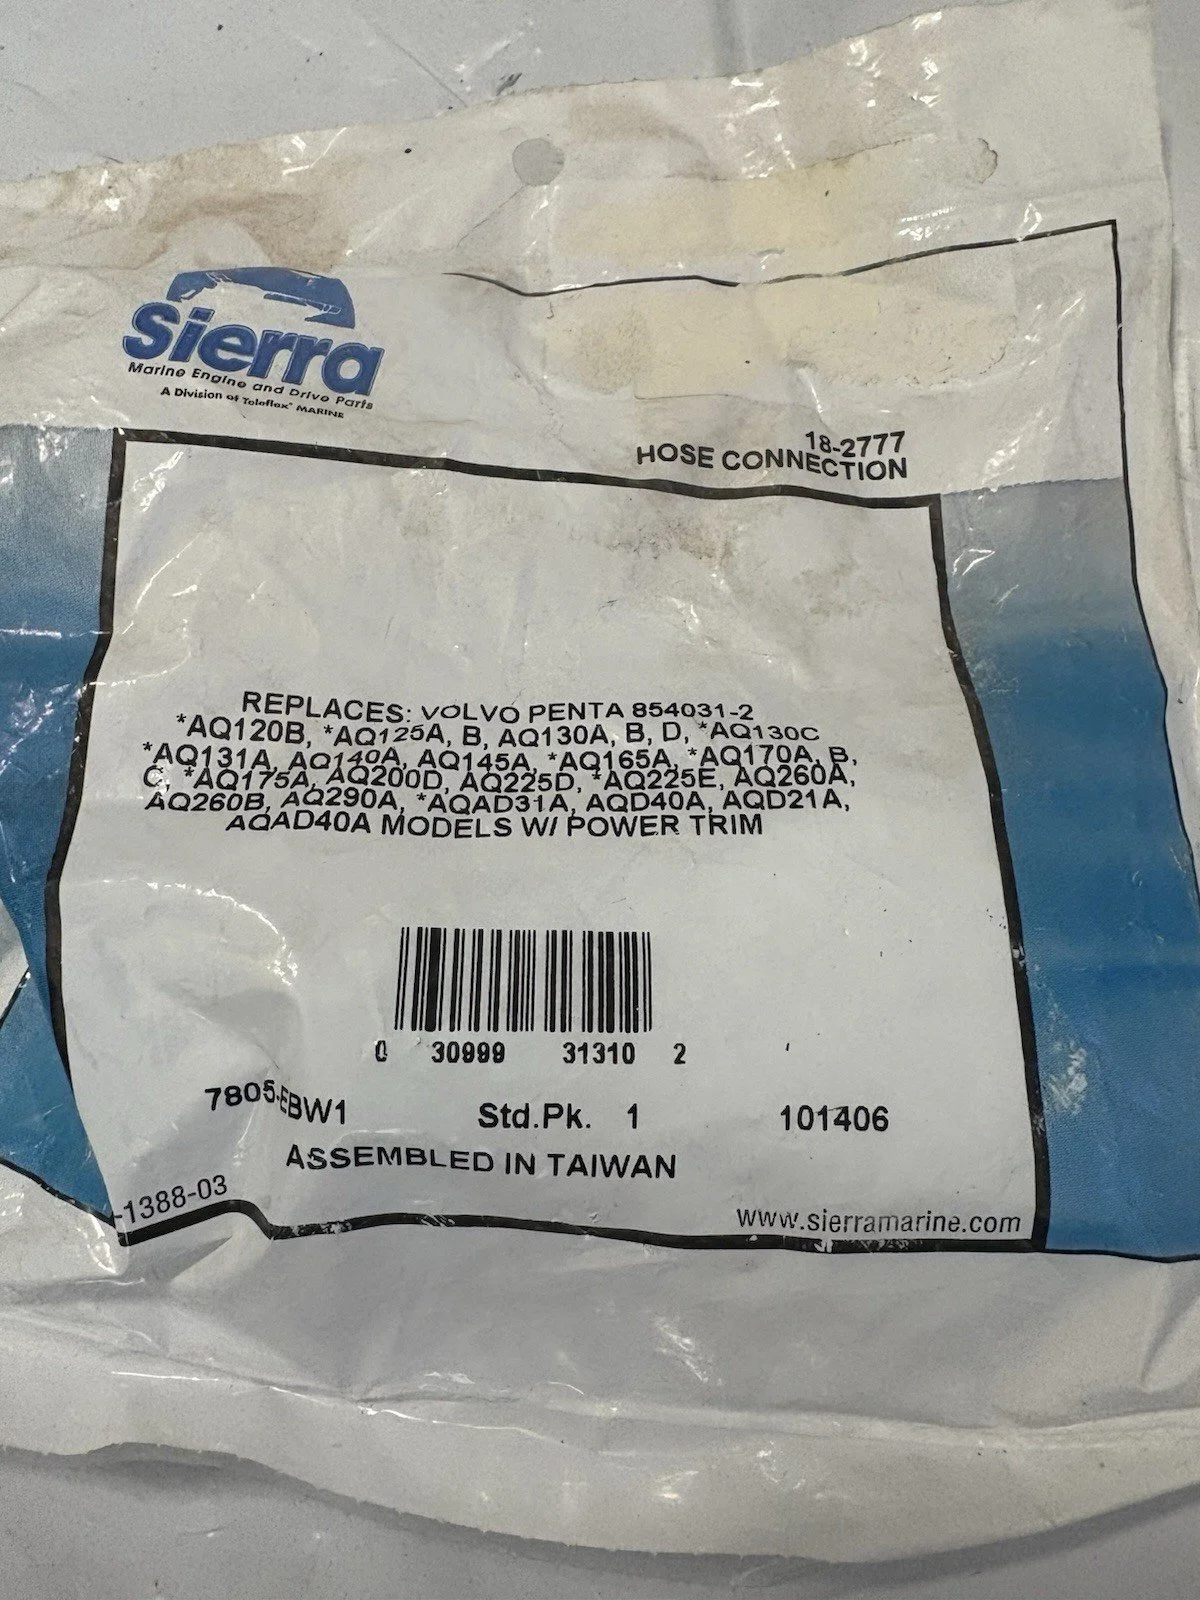 Sierra
Marine Engine and Drive Parts
A Division of Teleflex® MARINE
18-2777
HOSE CONNECTION
REPLACES: VOLVO PENTA 854031-2
*AQ120B, *AQ125A, B, AQ130A, B, D, *AQ130C
*AQ131A, AQ140A, AQ145A, *AQ165A, *AQ170A, B,
C, *AQ175A, AQ200D, AQ225D, *AQ225E, AQ260A,
AQ260B, AQ290A, *AQAD31A, AQD40A, AQD21A,
AQAD40A MODELS W/ POWER TRIM
0 30999 31310 2
7805-EBW1 Std.Pk. 1 101406
ASSEMBLED IN TAIWAN
-1388-03
www.sierramarine.com